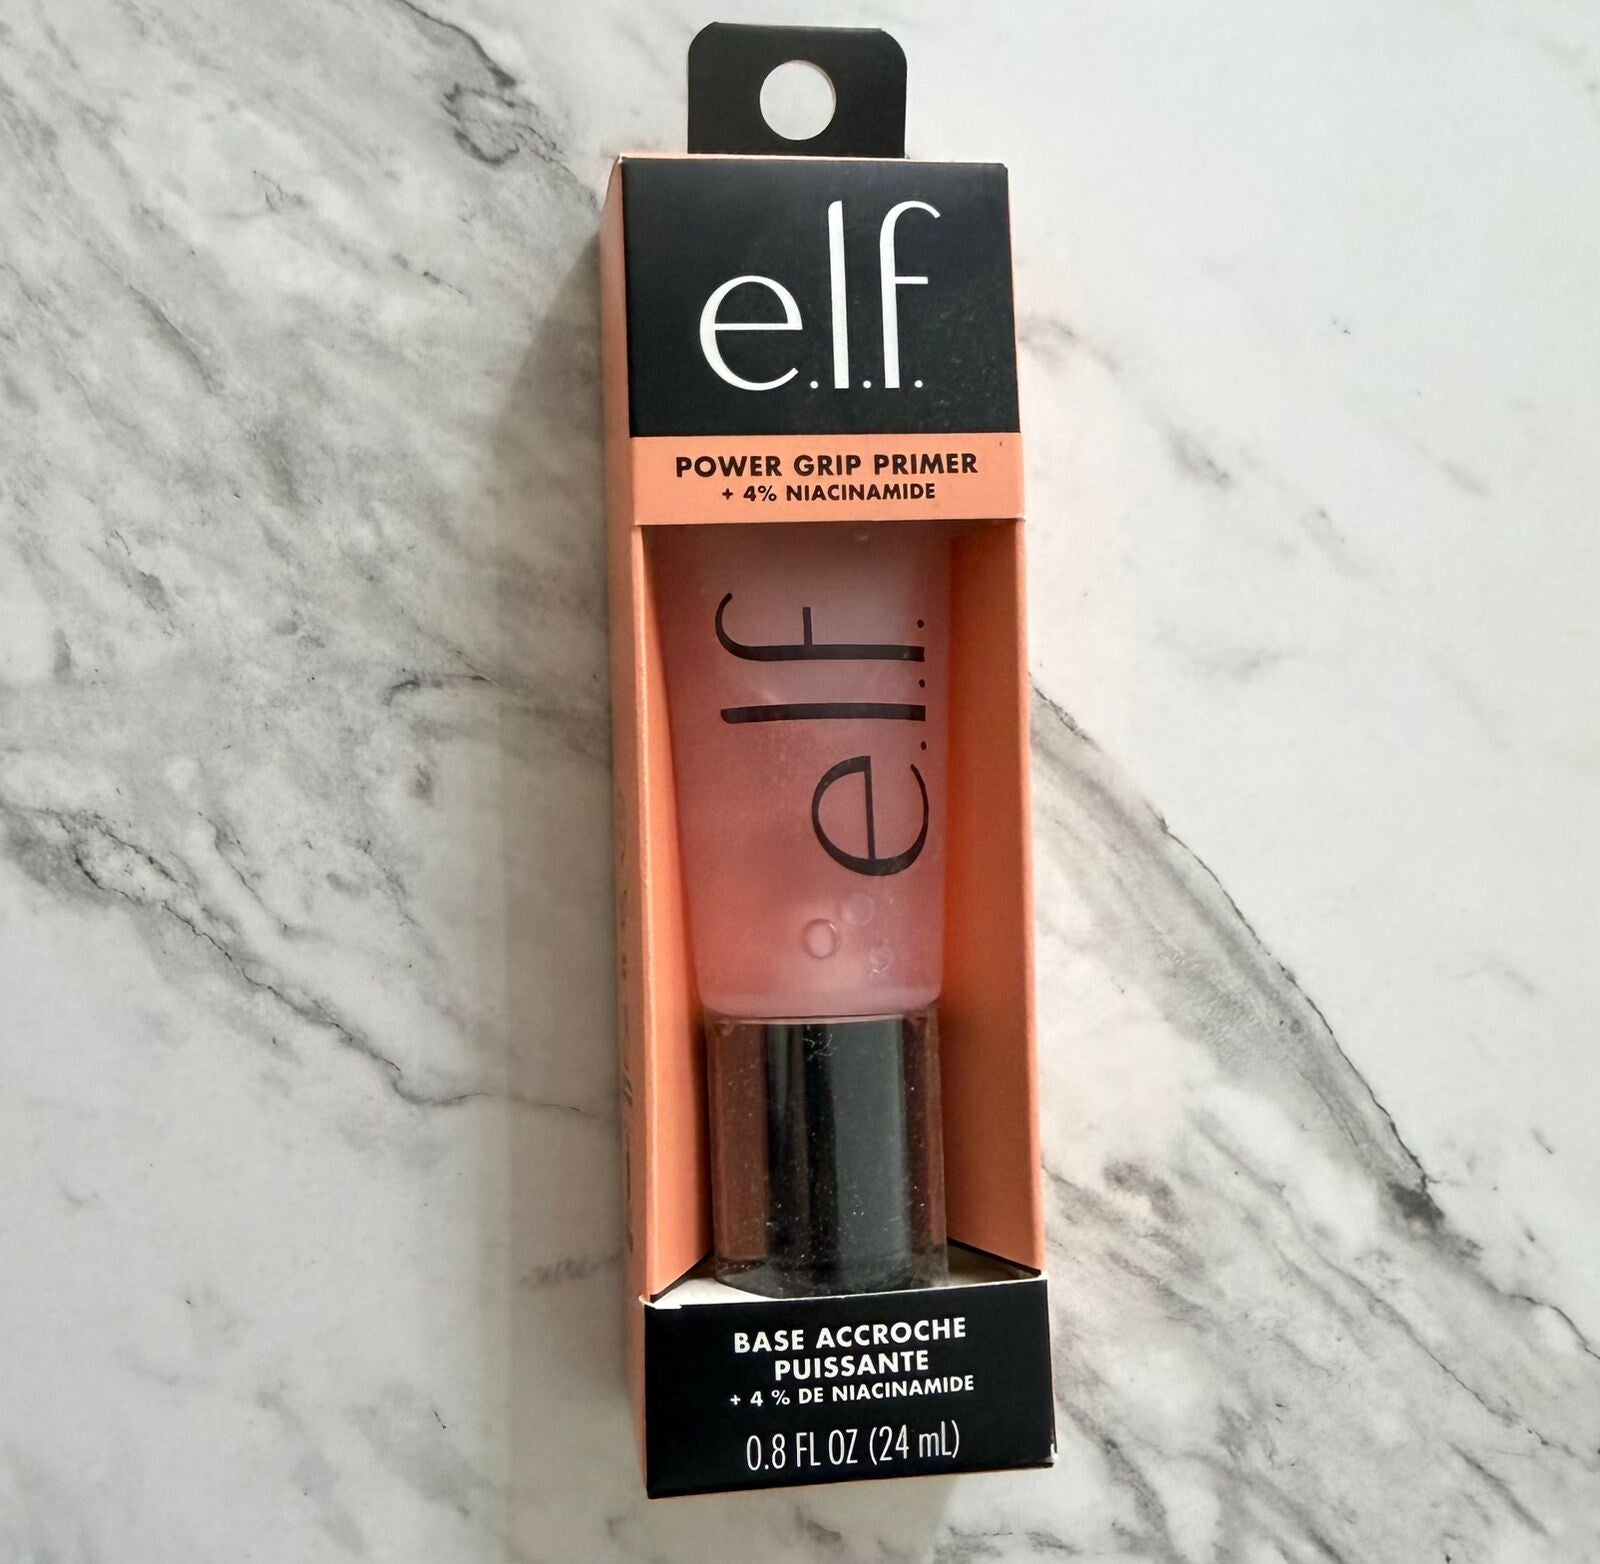 e.l.f.
POWER GRIP PRIMER
+ 4% NIACINAMIDE
e.l.f.
BASE ACCROCHE
PUISSANTE
+ 4 % DE NIACINAMIDE
0.8 FL OZ (24 mL)